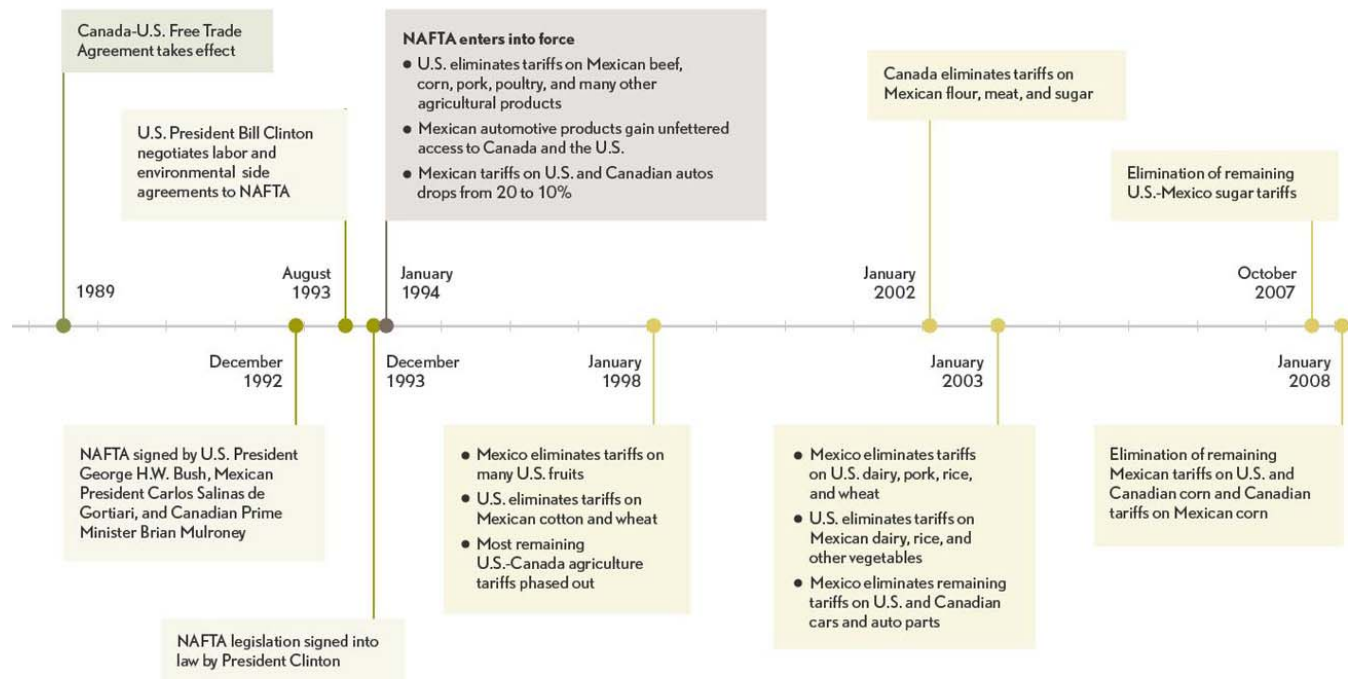 Canada-U.S. Free Trade
Agreement takes effect
1989
NAFTA signed by U.S. President
George H.W. Bush, Mexican
President Carlos Salinas de
Gortiari, and Canadian Prime
Minister Brian Mulroney
December
1992
U.S. President Bill Clinton
negotiates labor and
environmental side
agreements to NAFTA
August
1993
December
1993
NAFTA legislation signed into
law by President Clinton
NAFTA enters into force
● U.S. eliminates tariffs on Mexican beef,
corn, pork, poultry, and many other
agricultural products
● Mexican automotive products gain unfettered
access to Canada and the U.S.
● Mexican tariffs on U.S. and Canadian autos
drops from 20 to 10%
January
1994
January
1998
● Mexico eliminates tariffs on
many U.S. fruits
● U.S. eliminates tariffs on
Mexican cotton and wheat
● Most remaining
U.S.-Canada agriculture
tariffs phased out
Canada eliminates tariffs on
Mexican flour, meat, and sugar
January
2002
January
2003
● Mexico eliminates tariffs
on U.S. dairy, pork, rice,
and wheat
● U.S. eliminates tariffs on
Mexican dairy, rice, and
other vegetables
● Mexico eliminates remaining
tariffs on U.S. and Canadian
cars and auto parts
Elimination of remaining
U.S.-Mexico sugar tariffs
October
2007
January
2008
Elimination of remaining
Mexican tariffs on U.S. and
Canadian corn and Canadian
tariffs on Mexican corn